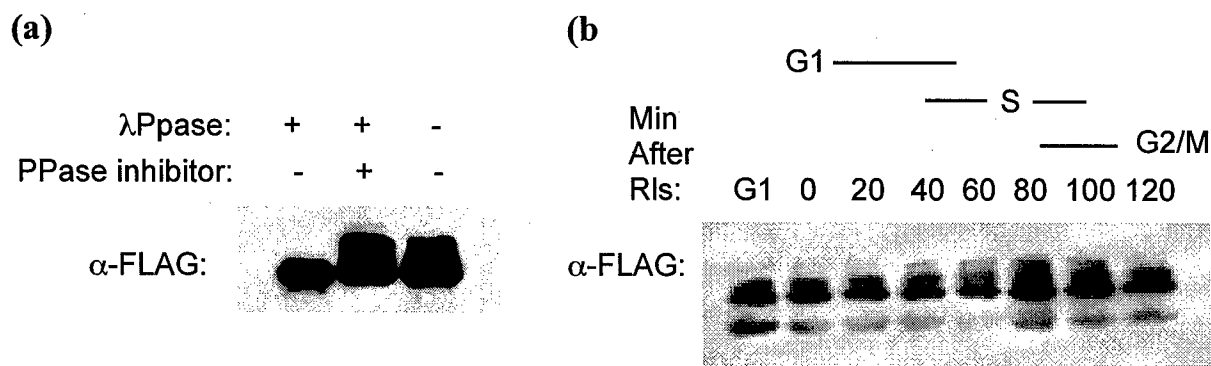 (a)
λPpase: + + -
PPase inhibitor: - + -
α-FLAG:
(b
G1
S
G2/M
Min
After
Rls: G1 0 20 40 60 80 100 120
α-FLAG: